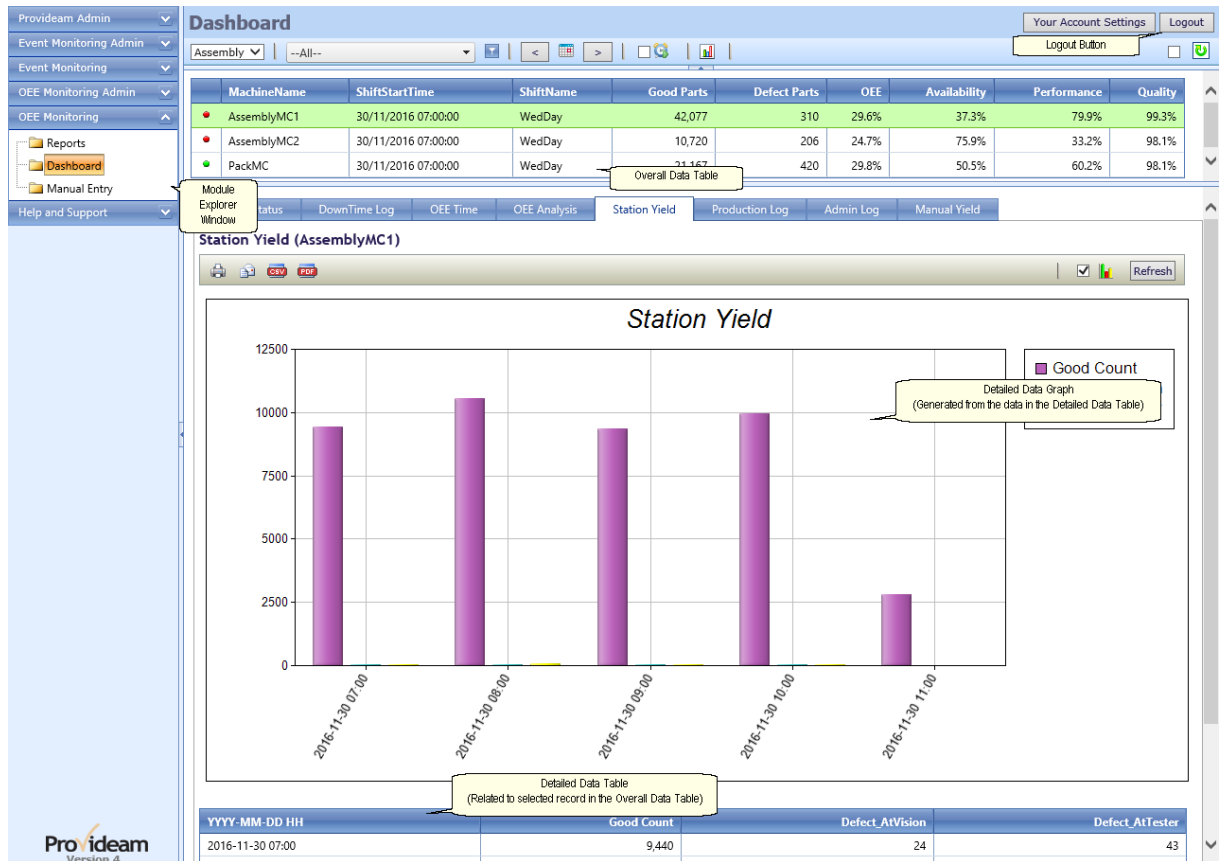 Provideam Admin
Event Monitoring Admin
Event Monitoring
OEE Monitoring Admin
OEE Monitoring
Reports
Dashboard
Manual Entry
Help and Support
Module
Explorer
Window
Provideam
Version 4
Dashboard
Your Account Settings
Logout
Logout Button
Assembly
--All--
<
>
MachineName ShiftStartTime ShiftName Good Parts Defect Parts OEE Availability Performance Quality
AssemblyMC1 30/11/2016 07:00:00 WedDay 42,077 310 29.6% 37.3% 79.9% 99.3%
AssemblyMC2 30/11/2016 07:00:00 WedDay 10,720 206 24.7% 75.9% 33.2% 98.1%
PackMC 30/11/2016 07:00:00 WedDay 21,167 420 29.8% 50.5% 60.2% 98.1%
Overall Data Table
Status DownTime Log OEE Time OEE Analysis Station Yield Production Log Admin Log Manual Yield
Station Yield (AssemblyMC1)
CSV PDF
Refresh
Station Yield
12500
10000
7500
5000
2500
0
Good Count
Detailed Data Graph
(Generated from the data in the Detailed Data Table)
2016-11-30 07:00
2016-11-30 08:00
2016-11-30 09:00
2016-11-30 10:00
2016-11-30 11:00
Detailed Data Table
(Related to selected record in the Overall Data Table)
YYYY-MM-DD HH Good Count Defect_AtVision Defect_AtTester
2016-11-30 07:00 9,440 24 43